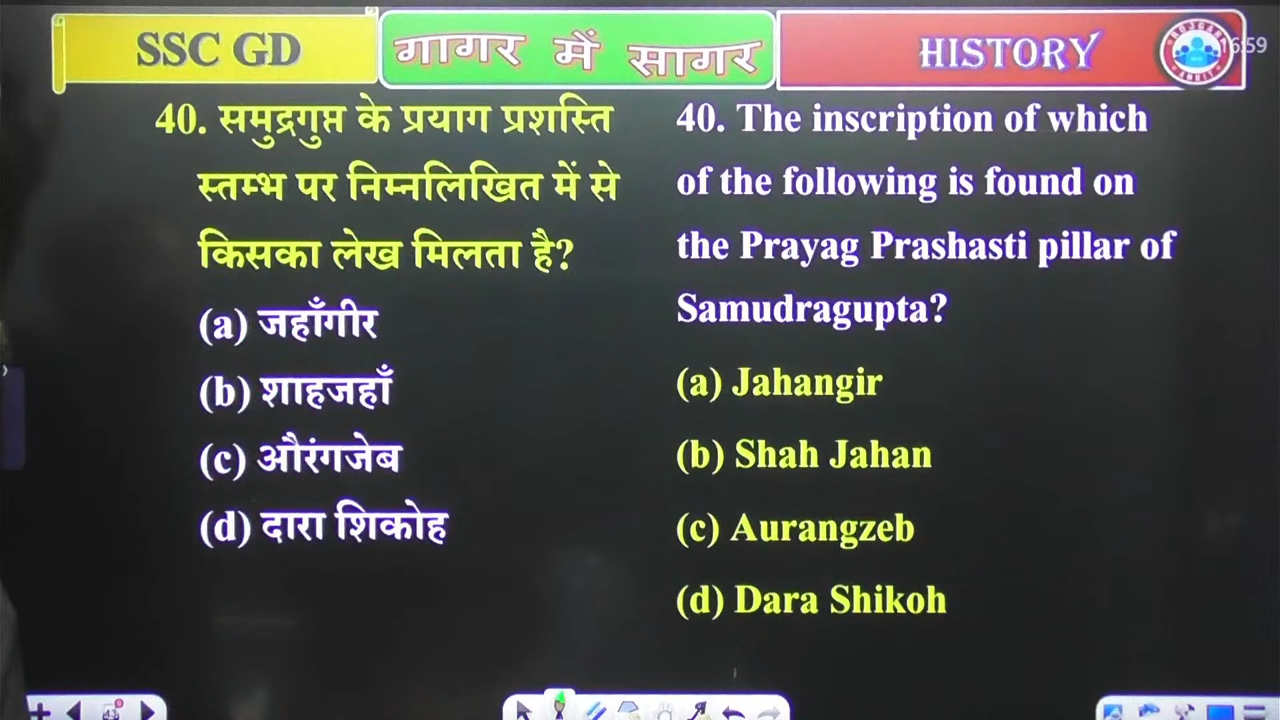 SSC GD
गागर में सागर
HISTORY
16:59
40. समुद्रगुप्त के प्रयाग प्रशस्ति
स्तम्भ पर निम्नलिखित में से
किसका लेख मिलता है?
(a) जहाँगीर
(b) शाहजहाँ
(c) औरंगजेब
(d) दारा शिकोह
40. The inscription of which
of the following is found on
the Prayag Prashasti pillar of
Samudragupta?
(a) Jahangir
(b) Shah Jahan
(c) Aurangzeb
(d) Dara Shikoh